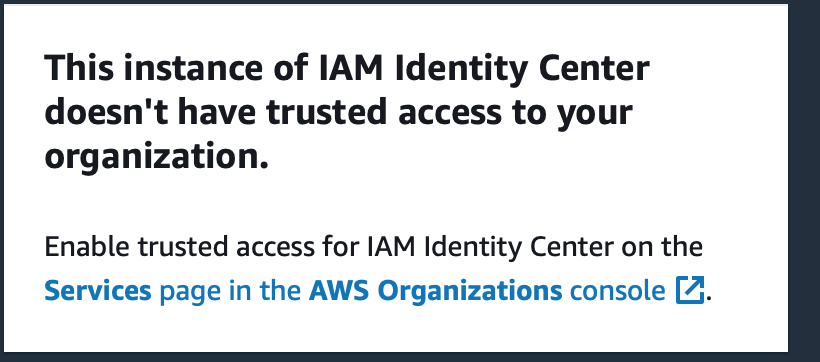 This instance of IAM Identity Center
doesn't have trusted access to your
organization.
Enable trusted access for IAM Identity Center on the
Services page in the AWS Organizations console.